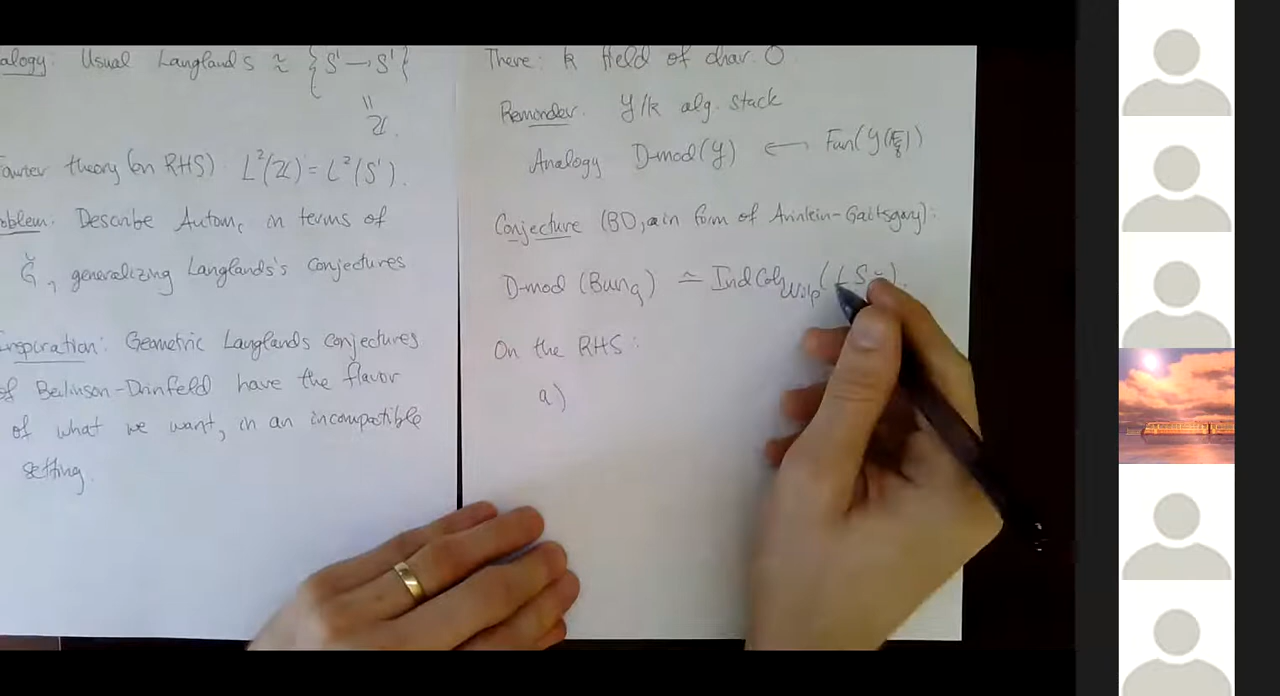 alogy: Usual Langlands ≈ { S¹ → S¹ }
"
ℤ.
Fourier theory (on RHS) L²(ℤ) = L²(S¹).
oblem: Describe Autom_c in terms of
Ǧ, generalizing Langlands's conjectures
nspiration: Geometric Langlands conjectures
of Beilinson-Drinfeld have the flavor
of what we want, in an incompatible
setting.
There: k field of char. 0
Reminder. Y/k alg. stack
Analogy D-mod(Y) ⟵ Fun(Y(F_q))
Conjecture (BD, in form of Arinkin-Gaitsgory):
D-mod (Bun_G) ≃ IndCoh_Nilp (LS
On the RHS:
a)